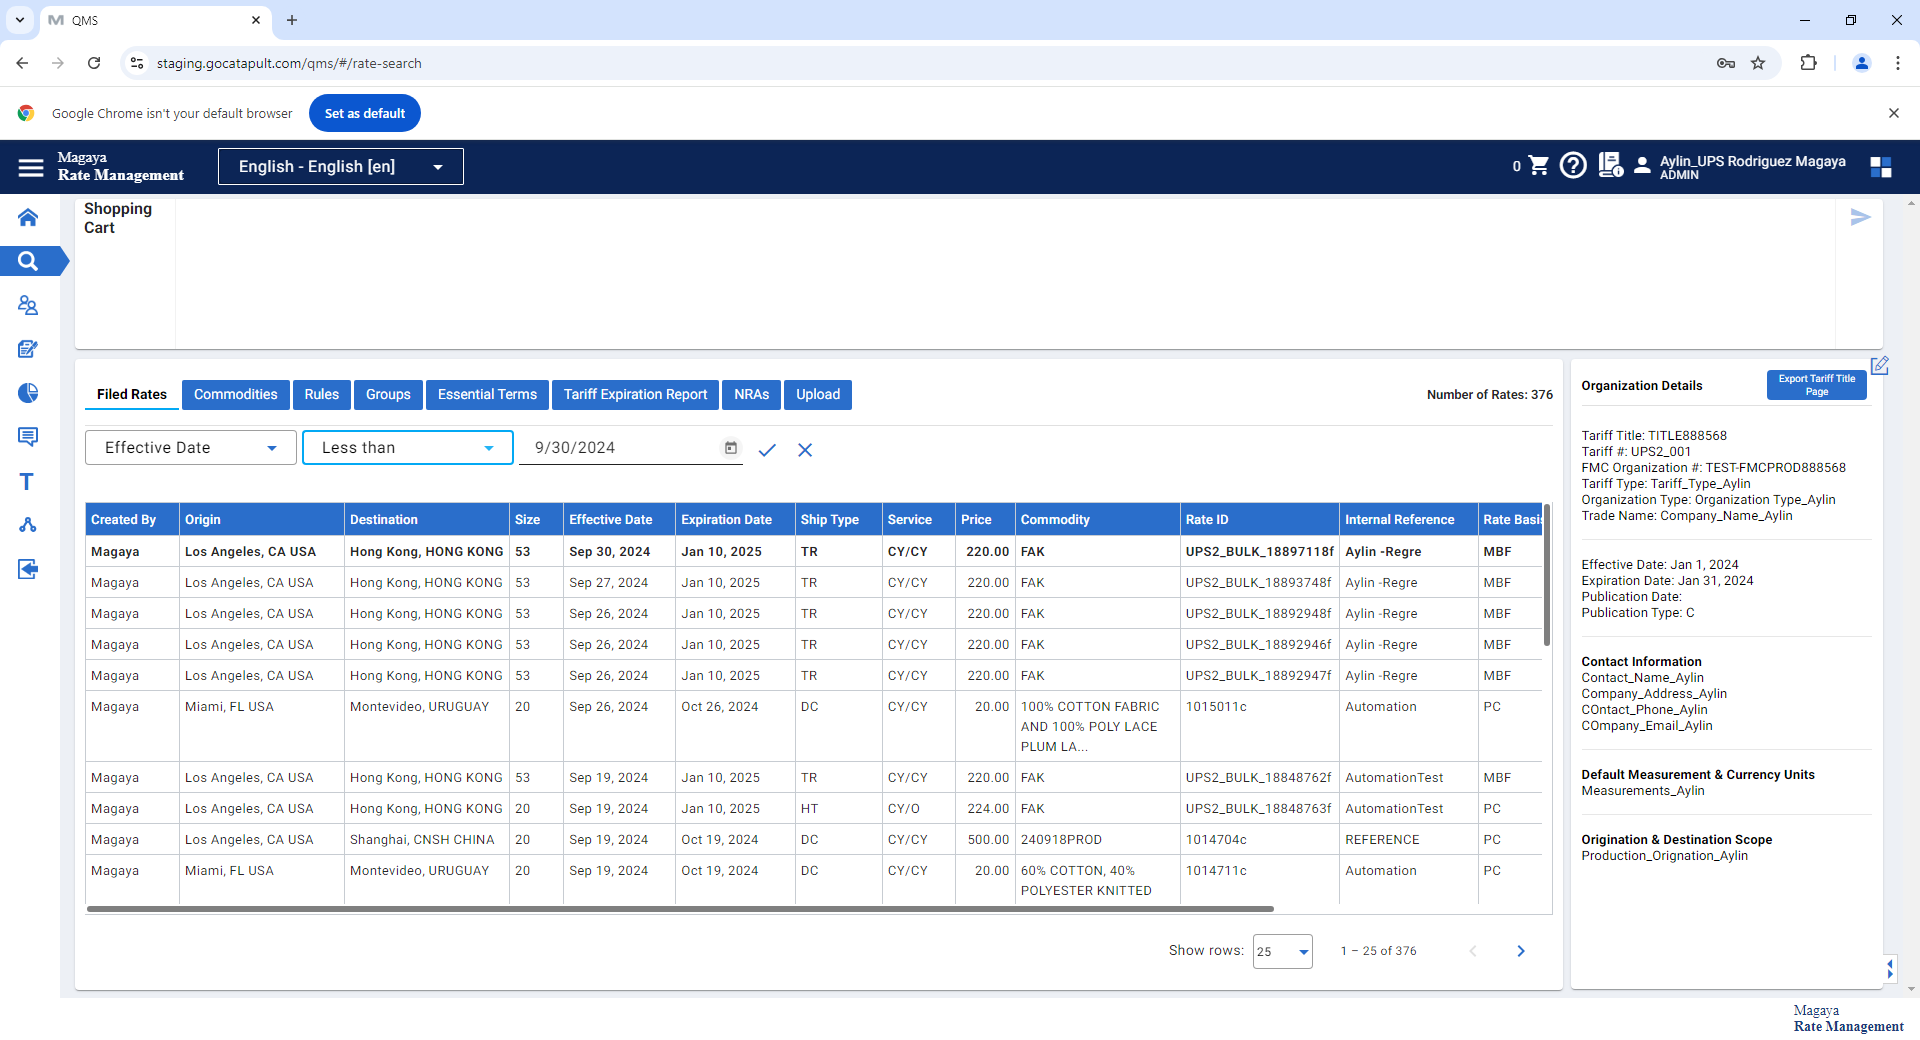 QMS
staging.gocatapult.com/qms/#/rate-search
Google Chrome isn't your default browser
Set as default
Magaya
Rate Management
English - English [en]
0
Aylin_UPS Rodriguez Magaya
ADMIN
Shopping
Cart
Filed Rates Commodities Rules Groups Essential Terms Tariff Expiration Report NRAs Upload
Number of Rates: 376
Effective Date Less than 9/30/2024
Created By Origin Destination Size Effective Date Expiration Date Ship Type Service Price Commodity Rate ID Internal Reference Rate Basis
Magaya Los Angeles, CA USA Hong Kong, HONG KONG 53 Sep 30, 2024 Jan 10, 2025 TR CY/CY 220.00 FAK UPS2_BULK_18897118f Aylin -Regre MBF
Magaya Los Angeles, CA USA Hong Kong, HONG KONG 53 Sep 27, 2024 Jan 10, 2025 TR CY/CY 220.00 FAK UPS2_BULK_18893748f Aylin -Regre MBF
Magaya Los Angeles, CA USA Hong Kong, HONG KONG 53 Sep 26, 2024 Jan 10, 2025 TR CY/CY 220.00 FAK UPS2_BULK_18892948f Aylin -Regre MBF
Magaya Los Angeles, CA USA Hong Kong, HONG KONG 53 Sep 26, 2024 Jan 10, 2025 TR CY/CY 220.00 FAK UPS2_BULK_18892946f Aylin -Regre MBF
Magaya Los Angeles, CA USA Hong Kong, HONG KONG 53 Sep 26, 2024 Jan 10, 2025 TR CY/CY 220.00 FAK UPS2_BULK_18892947f Aylin -Regre MBF
Magaya Miami, FL USA Montevideo, URUGUAY 20 Sep 26, 2024 Oct 26, 2024 DC CY/CY 20.00 100% COTTON FABRIC 1015011c Automation PC
AND 100% POLY LACE
PLUM LA...
Magaya Los Angeles, CA USA Hong Kong, HONG KONG 53 Sep 19, 2024 Jan 10, 2025 TR CY/CY 220.00 FAK UPS2_BULK_18848762f AutomationTest MBF
Magaya Los Angeles, CA USA Hong Kong, HONG KONG 20 Sep 19, 2024 Jan 10, 2025 HT CY/O 224.00 FAK UPS2_BULK_18848763f AutomationTest PC
Magaya Los Angeles, CA USA Shanghai, CNSH CHINA 20 Sep 19, 2024 Oct 19, 2024 DC CY/CY 500.00 240918PROD 1014704c REFERENCE PC
Magaya Miami, FL USA Montevideo, URUGUAY 20 Sep 19, 2024 Oct 19, 2024 DC CY/CY 20.00 60% COTTON, 40% 1014711c Automation PC
POLYESTER KNITTED
Show rows: 25 1 – 25 of 376
Organization Details
Export Tariff Title
Page
Tariff Title: TITLE888568
Tariff #: UPS2_001
FMC Organization #: TEST-FMCPROD888568
Tariff Type: Tariff_Type_Aylin
Organization Type: Organization Type_Aylin
Trade Name: Company_Name_Aylin
Effective Date: Jan 1, 2024
Expiration Date: Jan 31, 2024
Publication Date:
Publication Type: C
Contact Information
Contact_Name_Aylin
Company_Address_Aylin
COntact_Phone_Aylin
COmpany_Email_Aylin
Default Measurement & Currency Units
Measurements_Aylin
Origination & Destination Scope
Production_Orignation_Aylin
Magaya
Rate Management